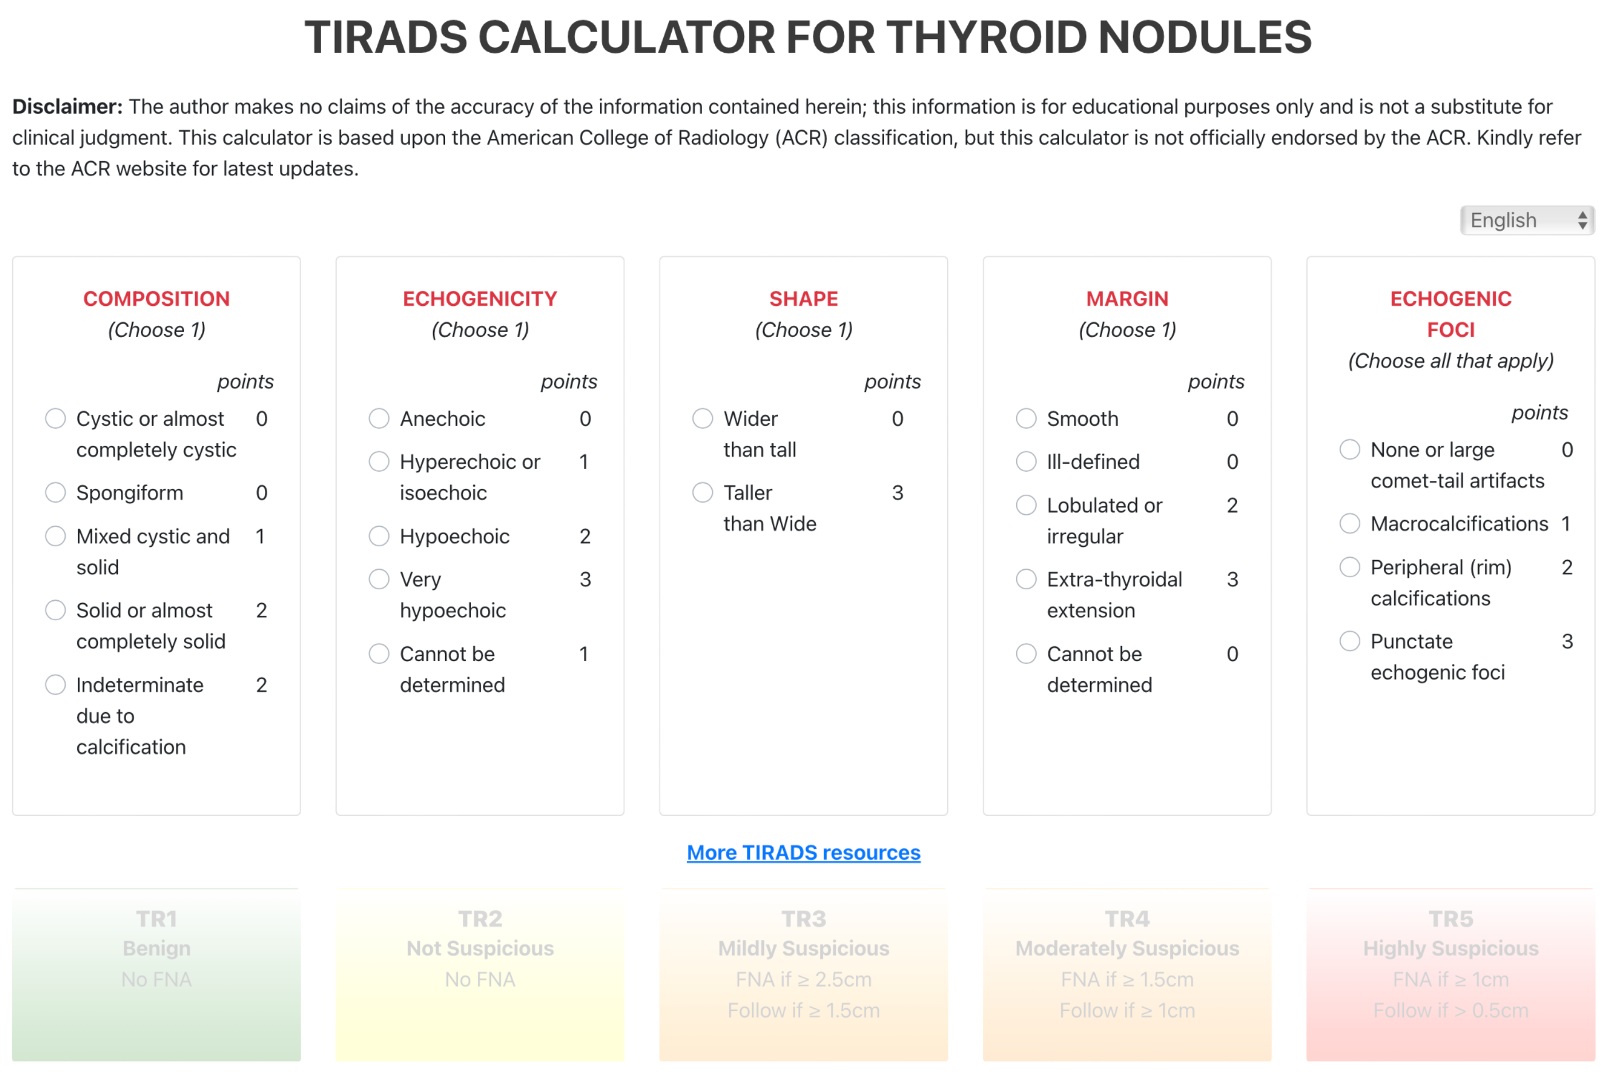 TIRADS CALCULATOR FOR THYROID NODULES
Disclaimer: The author makes no claims of the accuracy of the information contained herein; this information is for educational purposes only and is not a substitute for
clinical judgment. This calculator is based upon the American College of Radiology (ACR) classification, but this calculator is not officially endorsed by the ACR. Kindly refer
to the ACR website for latest updates.
English
COMPOSITION
(Choose 1)
points
Cystic or almost 0
completely cystic
Spongiform 0
Mixed cystic and 1
solid
Solid or almost 2
completely solid
Indeterminate 2
due to
calcification
ECHOGENICITY
(Choose 1)
points
Anechoic 0
Hyperechoic or 1
isoechoic
Hypoechoic 2
Very 3
hypoechoic
Cannot be 1
determined
SHAPE
(Choose 1)
points
Wider 0
than tall
Taller 3
than Wide
MARGIN
(Choose 1)
points
Smooth 0
Ill-defined 0
Lobulated or 2
irregular
Extra-thyroidal 3
extension
Cannot be 0
determined
ECHOGENIC
FOCI
(Choose all that apply)
points
None or large 0
comet-tail artifacts
Macrocalcifications 1
Peripheral (rim) 2
calcifications
Punctate 3
echogenic foci
More TIRADS resources
TR1
Benign
No FNA
TR2
Not Suspicious
No FNA
TR3
Mildly Suspicious
FNA if ≥ 2.5cm
Follow if ≥ 1.5cm
TR4
Moderately Suspicious
FNA if ≥ 1.5cm
Follow if ≥ 1cm
TR5
Highly Suspicious
FNA if ≥ 1cm
Follow if > 0.5cm